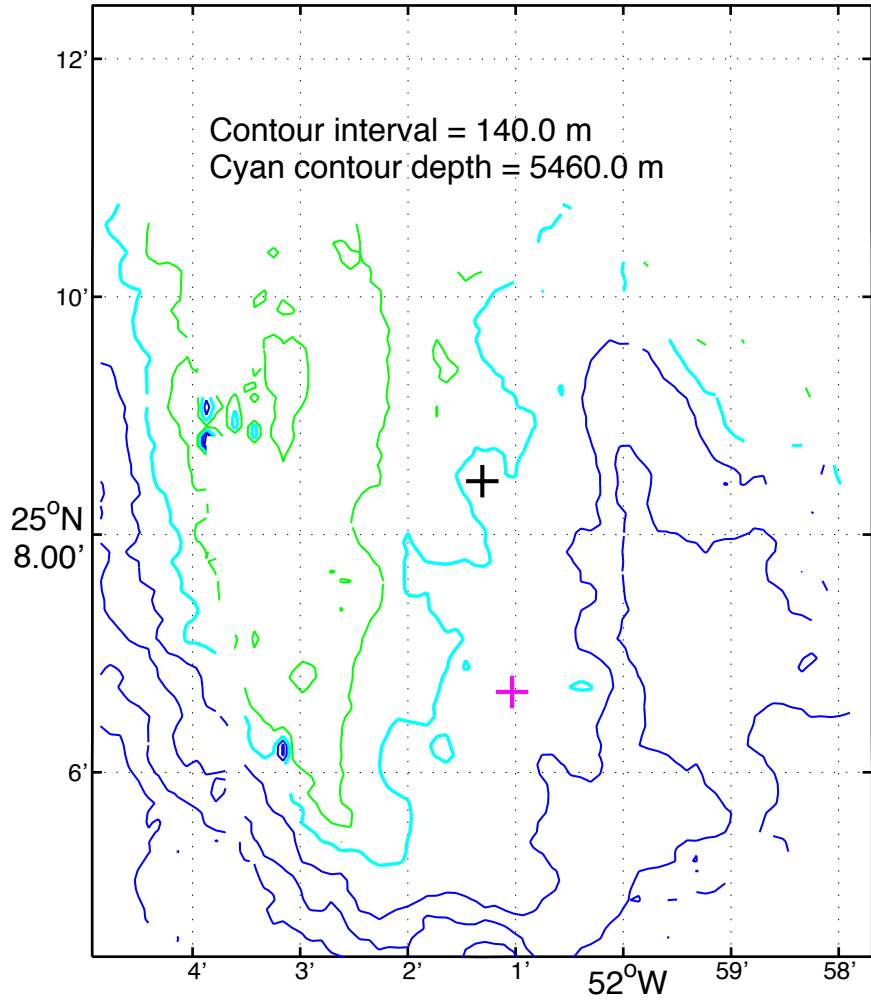 12'
Contour interval = 140.0 m
Cyan contour depth = 5460.0 m
10'
25°N
8.00'
6'
4' 3' 2' 1' 52°W 59' 58'